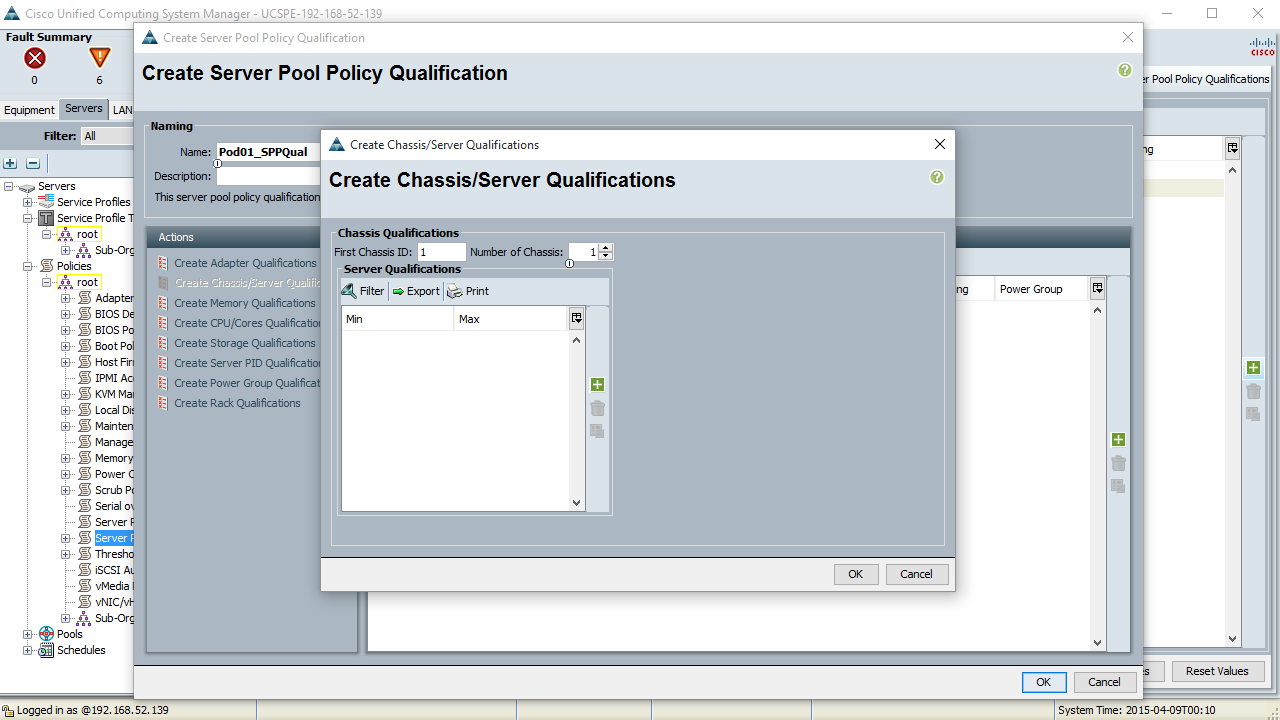 Cisco Unified Computing System Manager - UCSPE-192-168-52-139
Fault Summary
0
6
Equipment
Servers
LAN
Filter:
All
Servers
Service Profiles
Service Profile T
root
Sub-Org
Policies
root
Adapter
BIOS De
BIOS Po
Boot Pol
Host Firr
IPMI Acc
KVM Mar
Local Dis
Mainten
Manage
Memory
Power C
Scrub Po
Serial ov
Server P
Server P
Thresho
iSCSI Au
vMedia
vNIC/vH
Sub-Org
Pools
Schedules
Create Server Pool Policy Qualification
Create Server Pool Policy Qualification
Naming
Name:
Pod01_SPPQual
Description:
This server pool policy qualification
Actions
Create Adapter Qualifications
Create Chassis/Server Qualific
Create Memory Qualifications
Create CPU/Cores Qualification
Create Storage Qualifications
Create Server PID Qualification
Create Power Group Qualificat
Create Rack Qualifications
Create Chassis/Server Qualifications
Create Chassis/Server Qualifications
Chassis Qualifications
First Chassis ID:
1
Number of Chassis:
1
Server Qualifications
Filter
Export
Print
Min
Max
OK
Cancel
ng
Power Group
OK
Cancel
cisco
er Pool Policy Qualifications
ng
s
Reset Values
Logged in as @192.168.52.139
System Time: 2015-04-09T00:10